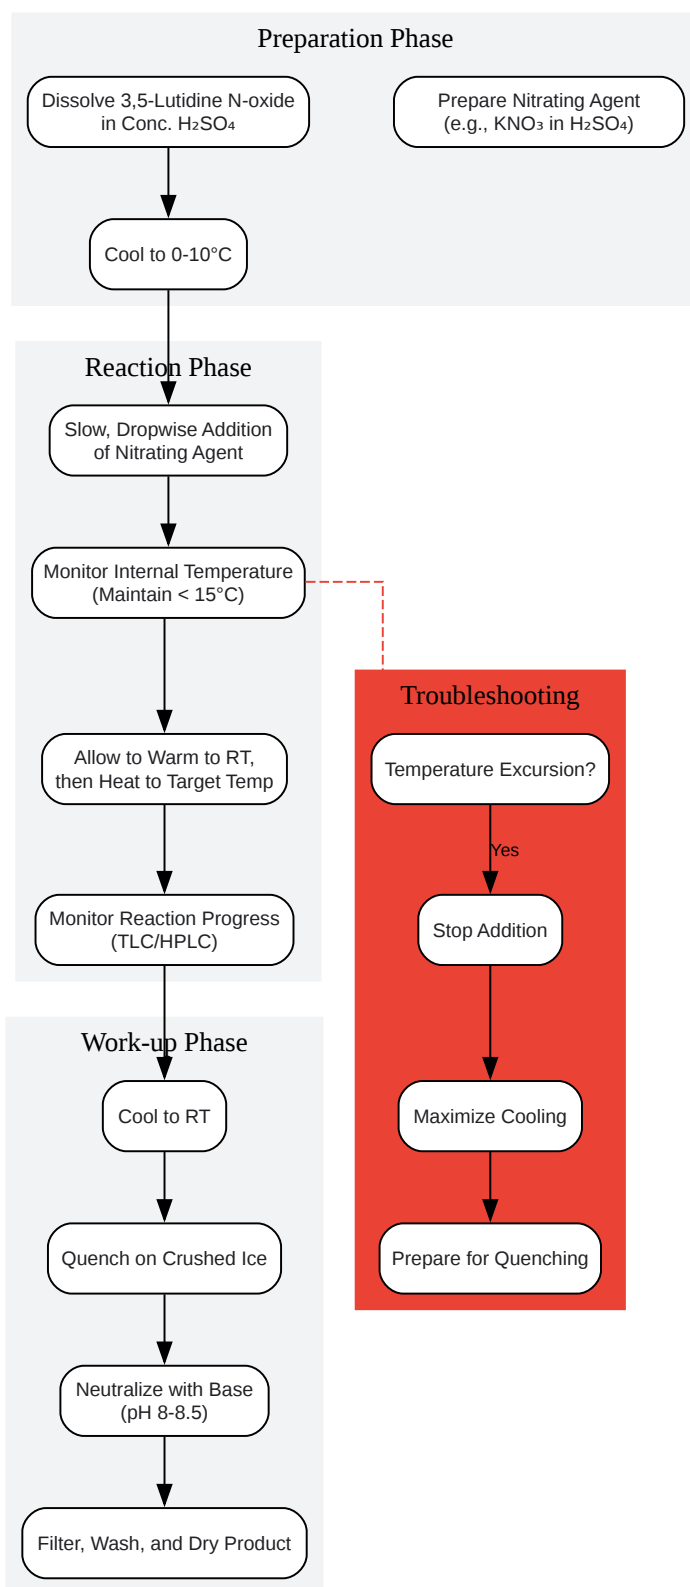 Preparation Phase
Dissolve 3,5-Lutidine N-oxide
in Conc. H₂SO₄
Prepare Nitrating Agent
(e.g., KNO₃ in H₂SO₄)
Cool to 0-10°C
Reaction Phase
Slow, Dropwise Addition
of Nitrating Agent
Monitor Internal Temperature
(Maintain < 15°C)
Allow to Warm to RT,
then Heat to Target Temp
Monitor Reaction Progress
(TLC/HPLC)
Troubleshooting
Temperature Excursion?
Yes
Stop Addition
Maximize Cooling
Prepare for Quenching
Work-up Phase
Cool to RT
Quench on Crushed Ice
Neutralize with Base
(pH 8-8.5)
Filter, Wash, and Dry Product